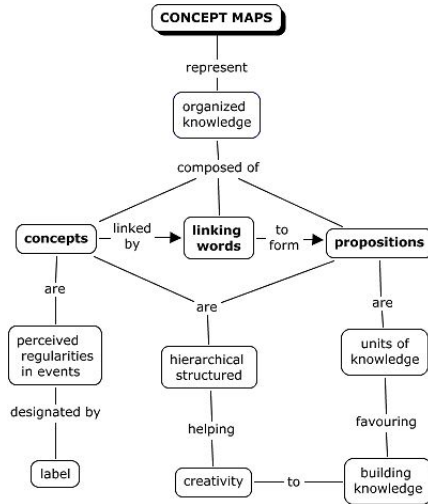 CONCEPT MAPS
represent
organized
knowledge
composed of
concepts
linked
by
linking
words
to
form
propositions
are
perceived
regularities
in events
designated by
label
are
hierarchical
structured
helping
creativity
to
are
units of
knowledge
favouring
building
knowledge